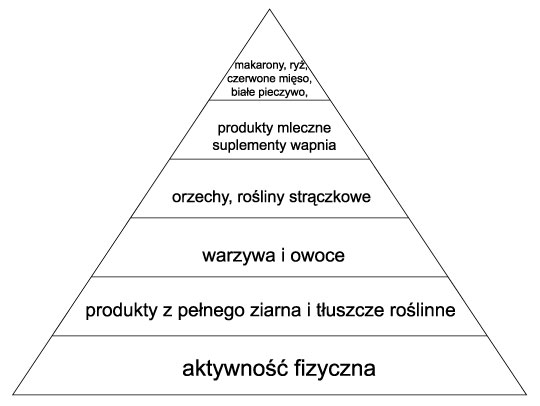 makarony, ryż,
czerwone mięso,
białe pieczywo,
produkty mleczne
suplementy wapnia
orzechy, rośliny strączkowe
warzywa i owoce
produkty z pełnego ziarna i tłuszcze roślinne
aktywność fizyczna